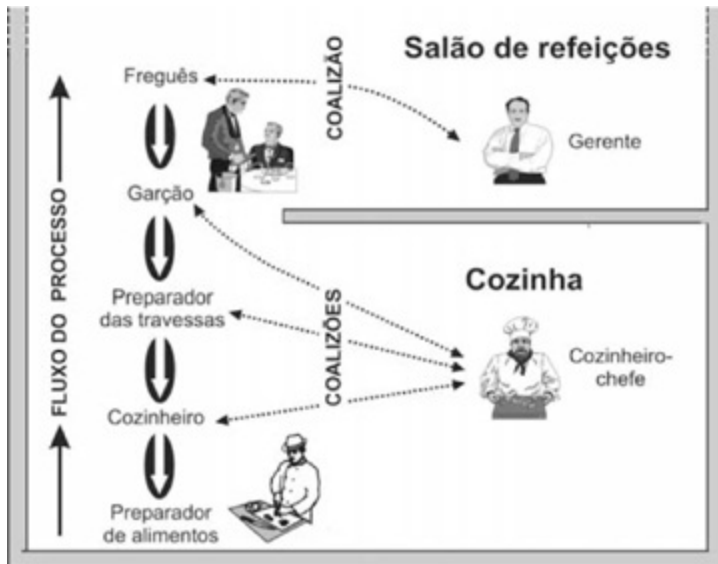 Salão de refeições
COALIZÃO
Freguês
Gerente
Garção
FLUXO DO PROCESSO
Cozinha
Preparador
das travessas
COALIZÕES
Cozinheiro-
chefe
Cozinheiro
Preparador
de alimentos